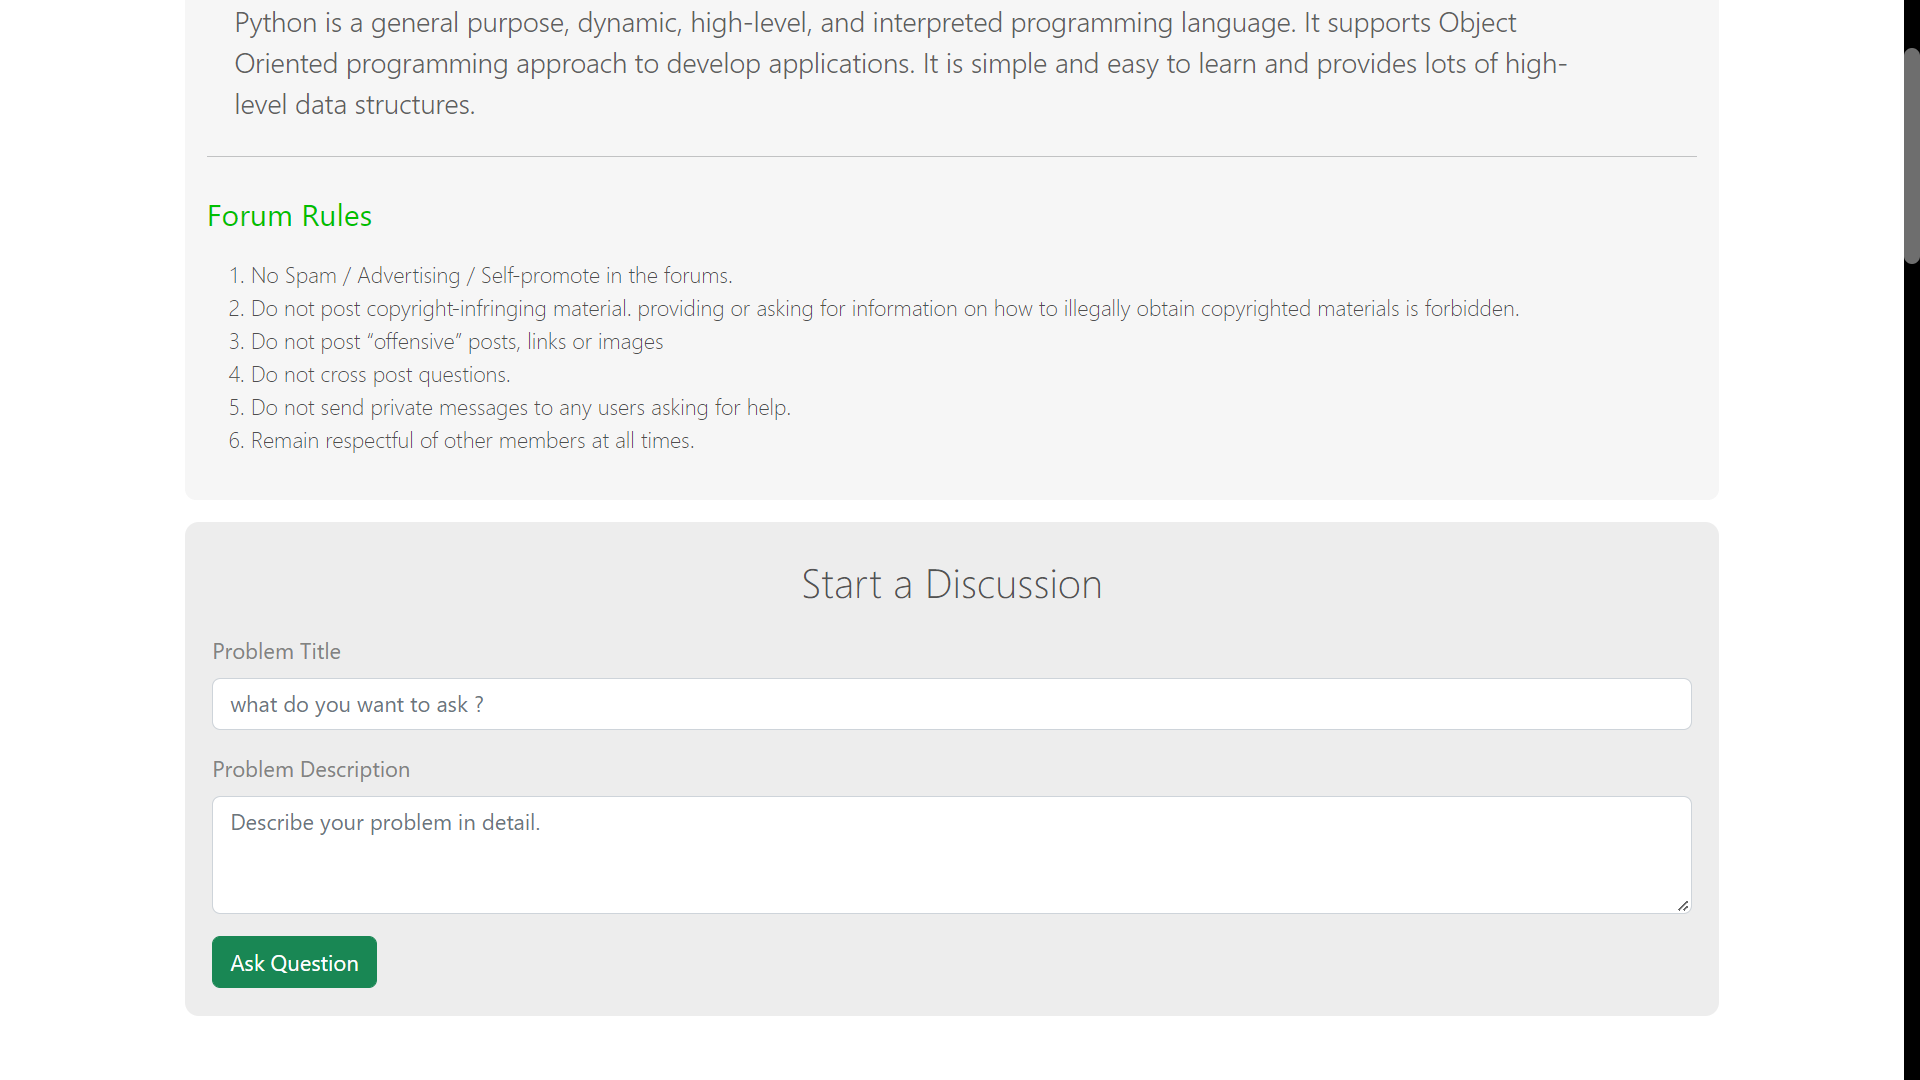 Python is a general purpose, dynamic, high-level, and interpreted programming language. It supports Object
Oriented programming approach to develop applications. It is simple and easy to learn and provides lots of high-
level data structures.
Forum Rules
1. No Spam / Advertising / Self-promote in the forums.
2. Do not post copyright-infringing material. providing or asking for information on how to illegally obtain copyrighted materials is forbidden.
3. Do not post “offensive” posts, links or images
4. Do not cross post questions.
5. Do not send private messages to any users asking for help.
6. Remain respectful of other members at all times.
Start a Discussion
Problem Title
what do you want to ask ?
Problem Description
Describe your problem in detail.
Ask Question